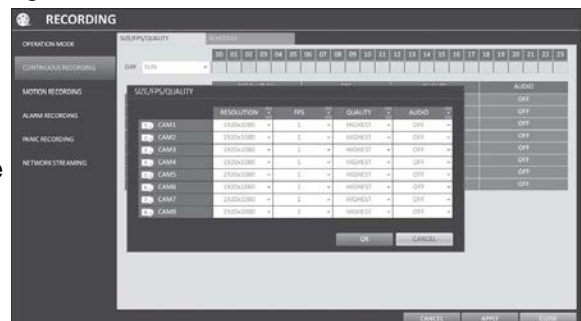 RECORDING
OPERATION MODE
SIZE/FPS/QUALITY
SCHEDULE
00 01 02 03 04 05 06 07 08 09 10 11 12 13 14 15 16 17 18 19 20 21 22 23
CONTINUOUS RECORDING
DAY SUN
MOTION RECORDING
SIZE/FPS/QUALITY
AUDIO
OFF
RESOLUTION FPS QUALITY AUDIO
OFF
ALARM RECORDING
CAM1 1920x1080 1 HIGHEST OFF
OFF
CAM2 1920x1080 1 HIGHEST OFF
OFF
PANIC RECORDING
CAM3 1920x1080 1 HIGHEST OFF
OFF
CAM4 1920x1080 1 HIGHEST OFF
OFF
NETWORK STREAMING
e
CAM5 1920x1080 1 HIGHEST OFF
OFF
CAM6 1920x1080 1 HIGHEST OFF
OFF
CAM7 1920x1080 1 HIGHEST OFF
CAM8 1920x1080 1 HIGHEST OFF
OK CANCEL
CANCEL APPLY CLOSE